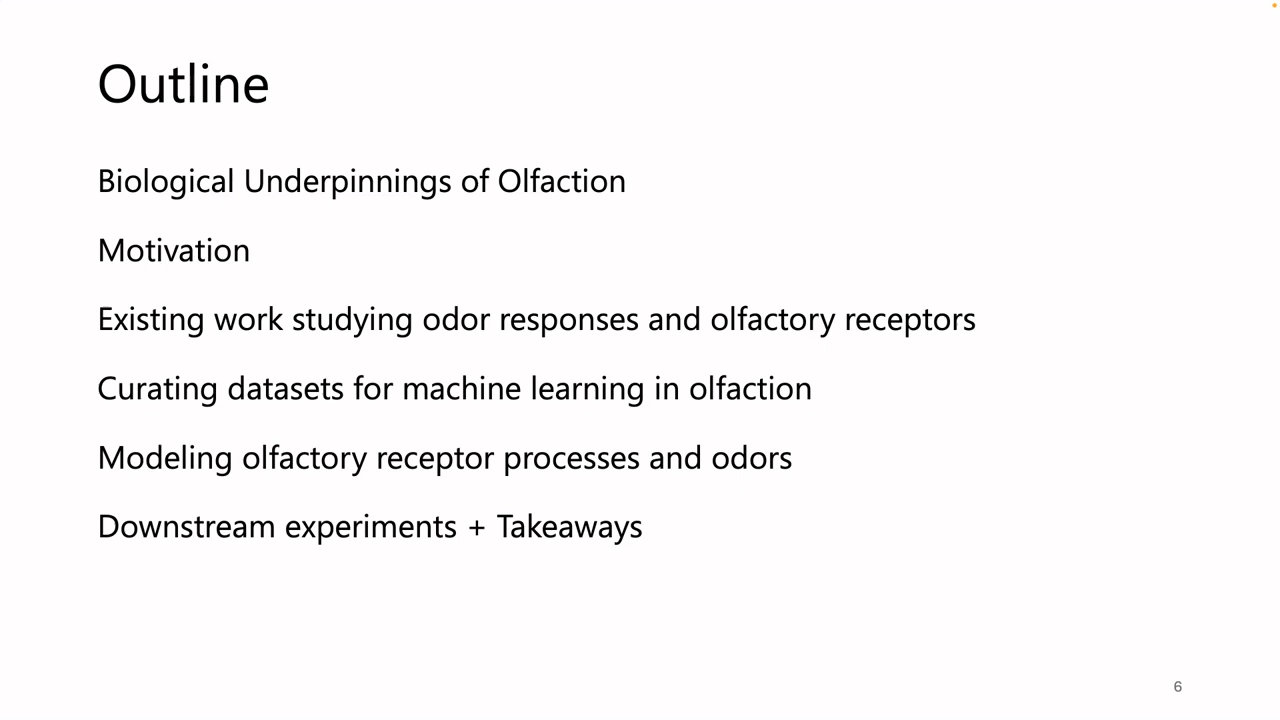 Outline
Biological Underpinnings of Olfaction
Motivation
Existing work studying odor responses and olfactory receptors
Curating datasets for machine learning in olfaction
Modeling olfactory receptor processes and odors
Downstream experiments + Takeaways
6